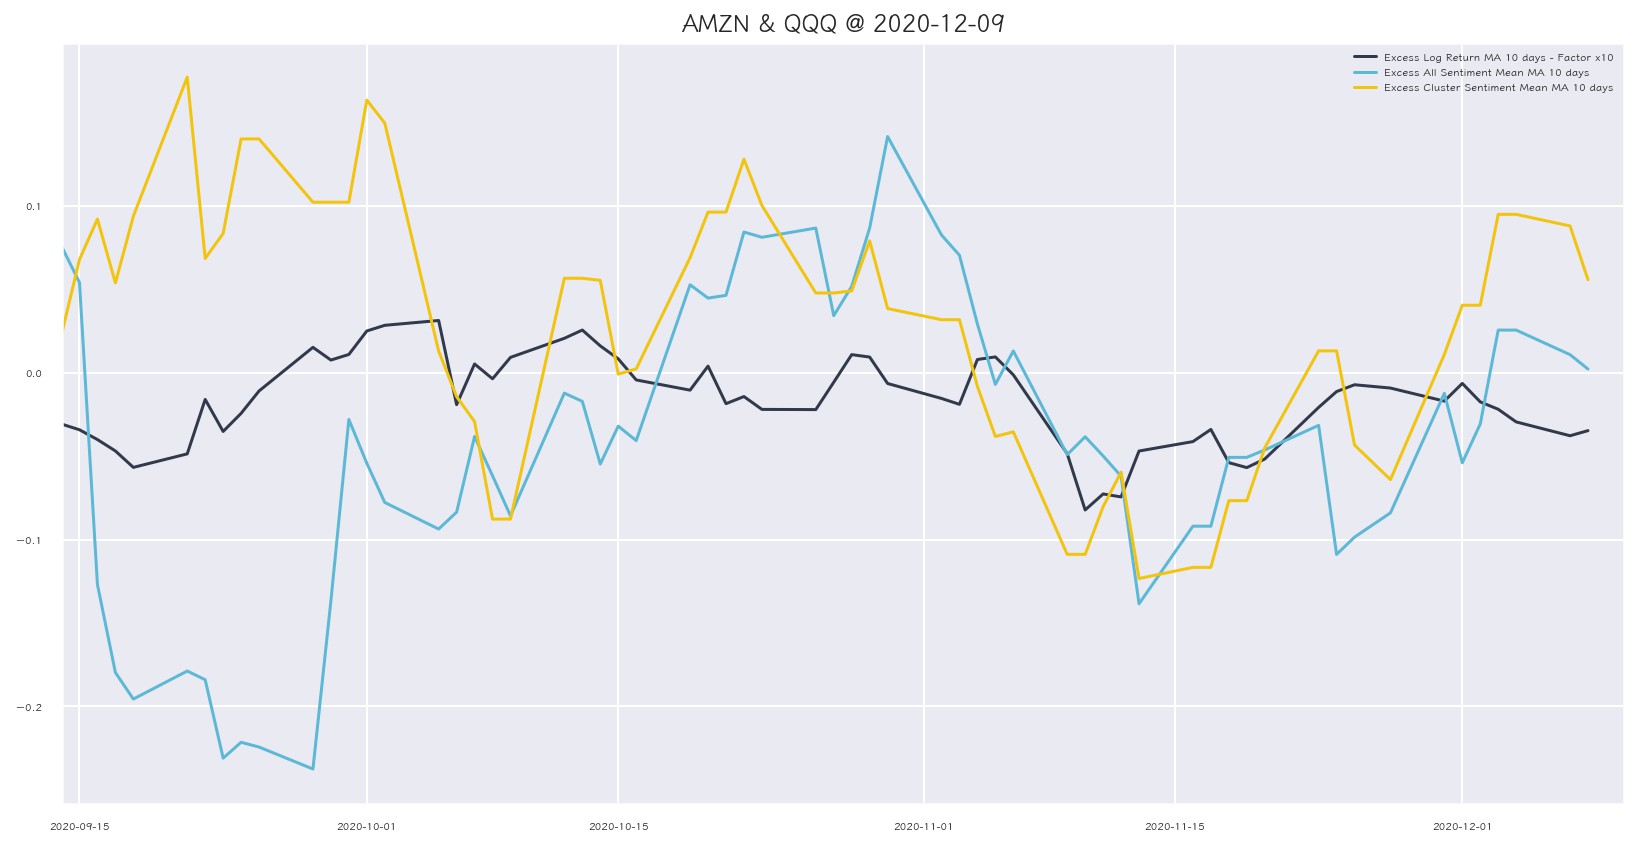 AMZN & QQQ @ 2020-12-09
Excess Log Return MA 10 days - Factor x10
Excess All Sentiment Mean MA 10 days
Excess Cluster Sentiment Mean MA 10 days
0.1
0.0
−0.1
−0.2
2020-09-15
2020-10-01
2020-10-15
2020-11-01
2020-11-15
2020-12-01